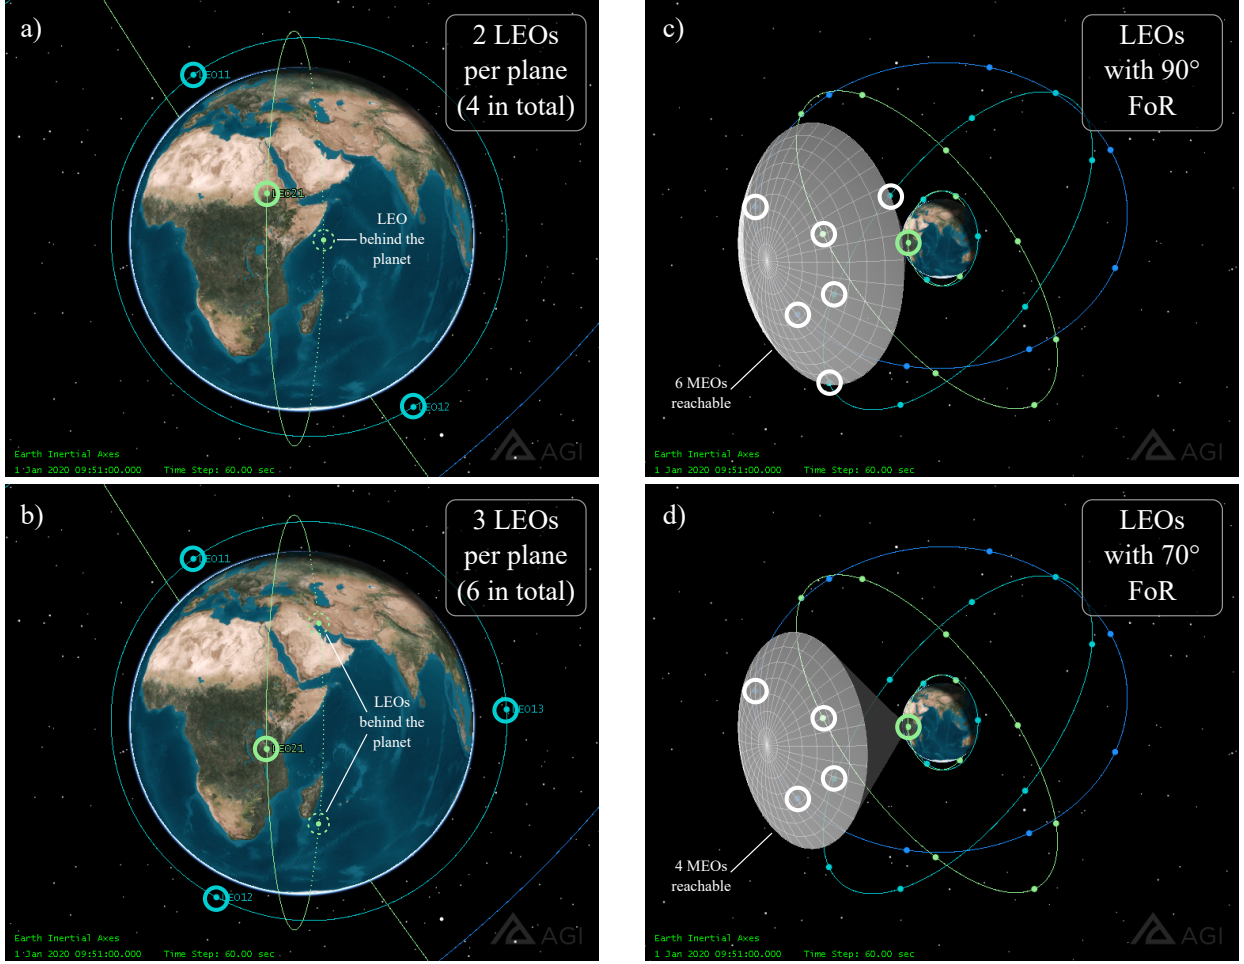 a)
2 LEOs
per plane
(4 in total)
LEO11
LEO21
LEO
behind the
planet
LEO12
AGI
Earth Inertial Axes
1 Jan 2020 09:51:00.000    Time Step: 60.00 sec
c)
LEOs
with 90°
FoR
6 MEOs
reachable
AGI
Earth Inertial Axes
1 Jan 2020 09:51:00.000    Time Step: 60.00 sec
b)
3 LEOs
per plane
(6 in total)
LEO11
LEOs
behind the
planet
LEO13
LEO21
LEO12
AGI
Earth Inertial Axes
1 Jan 2020 09:51:00.000    Time Step: 60.00 sec
d)
LEOs
with 70°
FoR
4 MEOs
reachable
AGI
Earth Inertial Axes
1 Jan 2020 09:51:00.000    Time Step: 60.00 sec